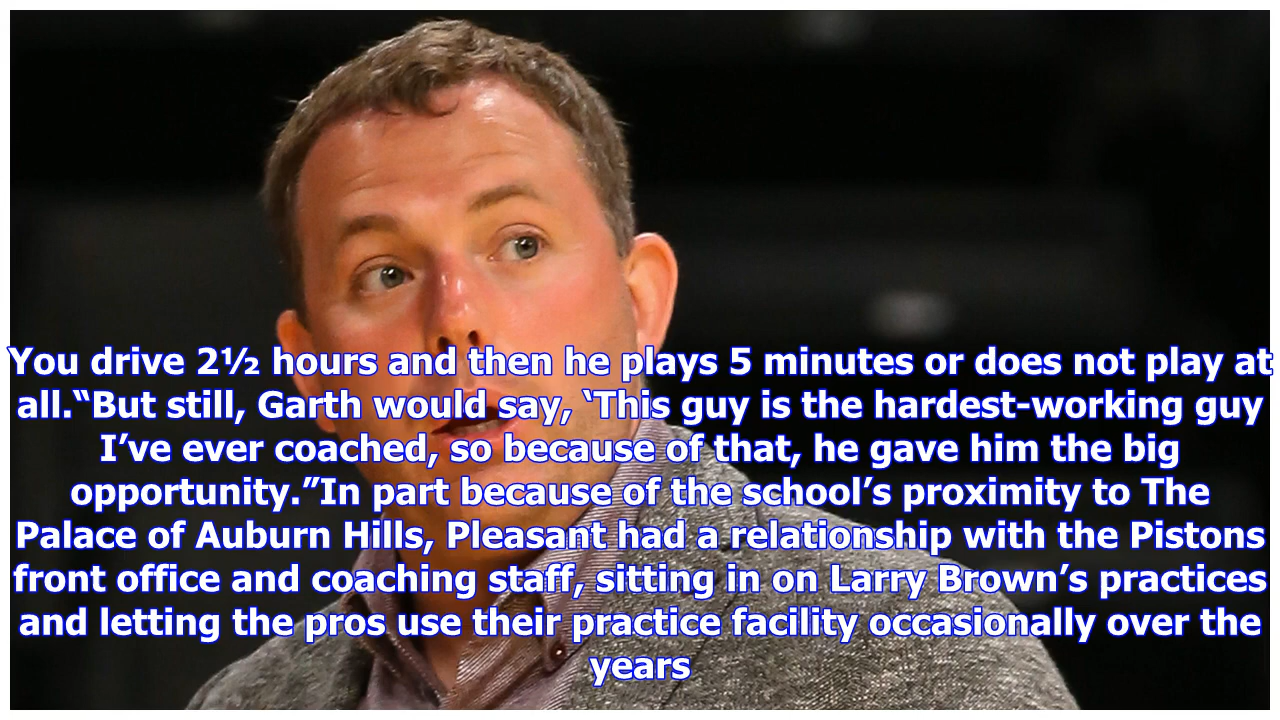 You drive 2½ hours and then he plays 5 minutes or does not play at
all.“But still, Garth would say, ‘This guy is the hardest-working guy
I’ve ever coached, so because of that, he gave him the big
opportunity.”In part because of the school’s proximity to The
Palace of Auburn Hills, Pleasant had a relationship with the Pistons
front office and coaching staff, sitting in on Larry Brown’s practices
and letting the pros use their practice facility occasionally over the
years